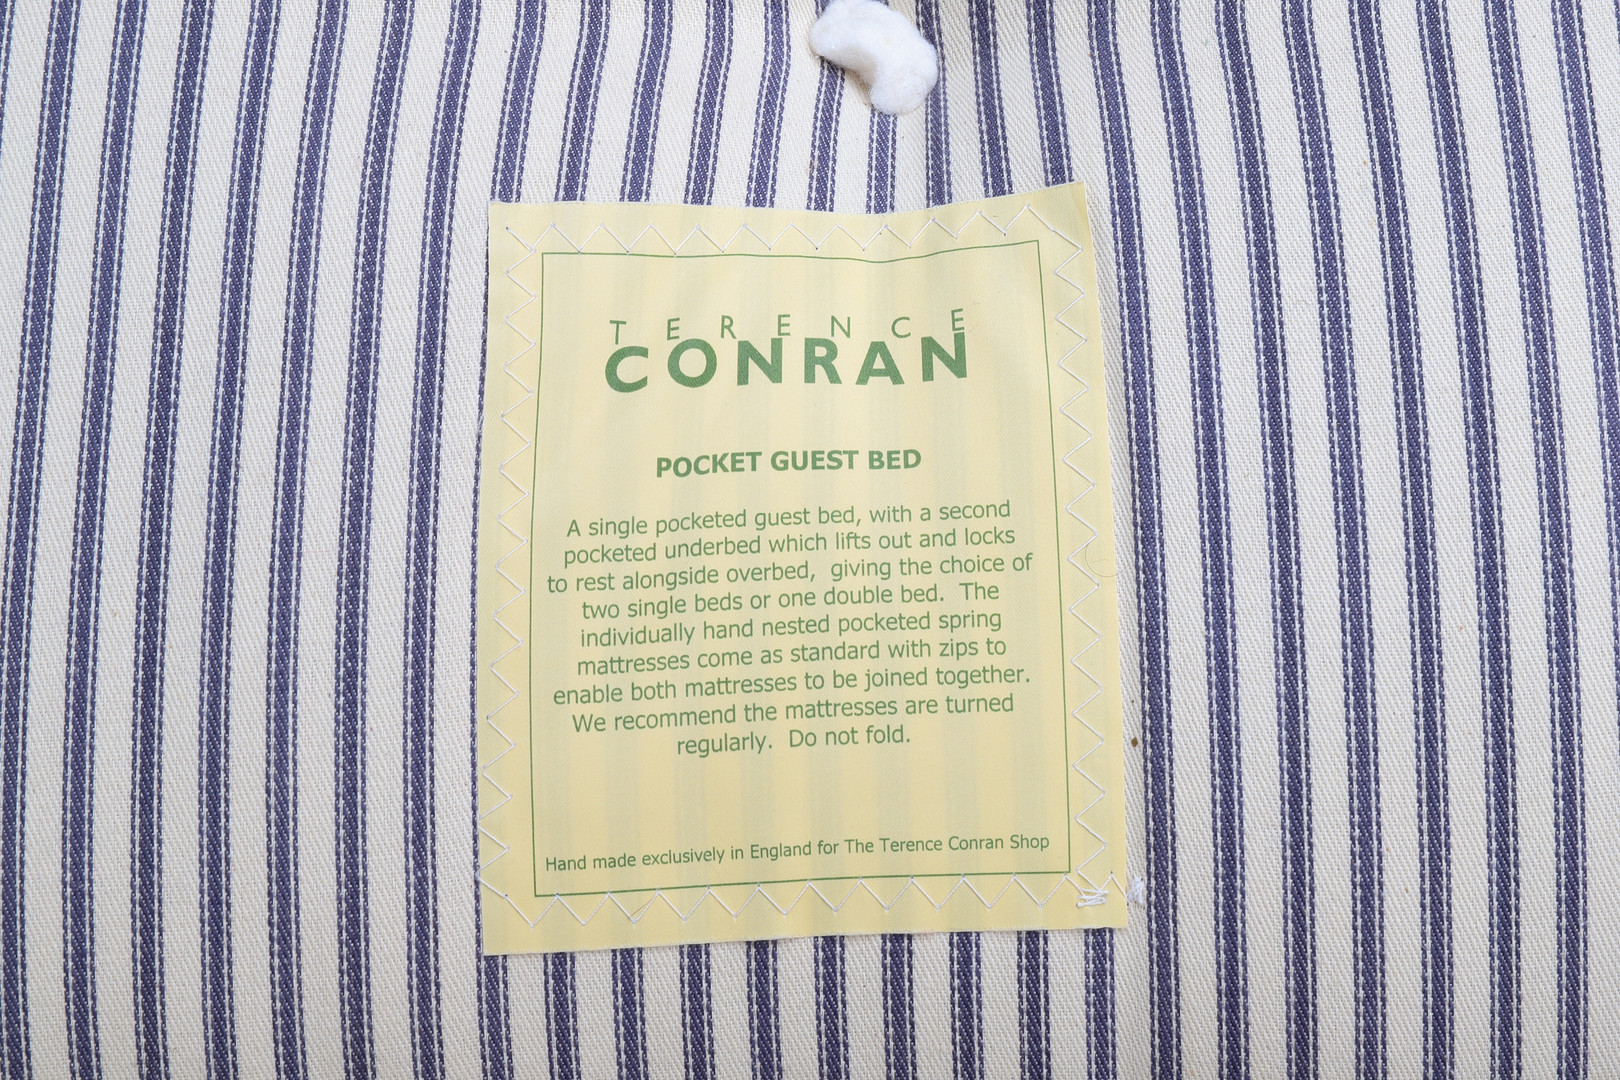 TERENCE
CONRAN
POCKET GUEST BED
A single pocketed guest bed, with a second
pocketed underbed which lifts out and locks
to rest alongside overbed, giving the choice of
two single beds or one double bed. The
individually hand nested pocketed spring
mattresses come as standard with zips to
enable both mattresses to be joined together.
We recommend the mattresses are turned
regularly. Do not fold.
Hand made exclusively in England for The Terence Conran Shop